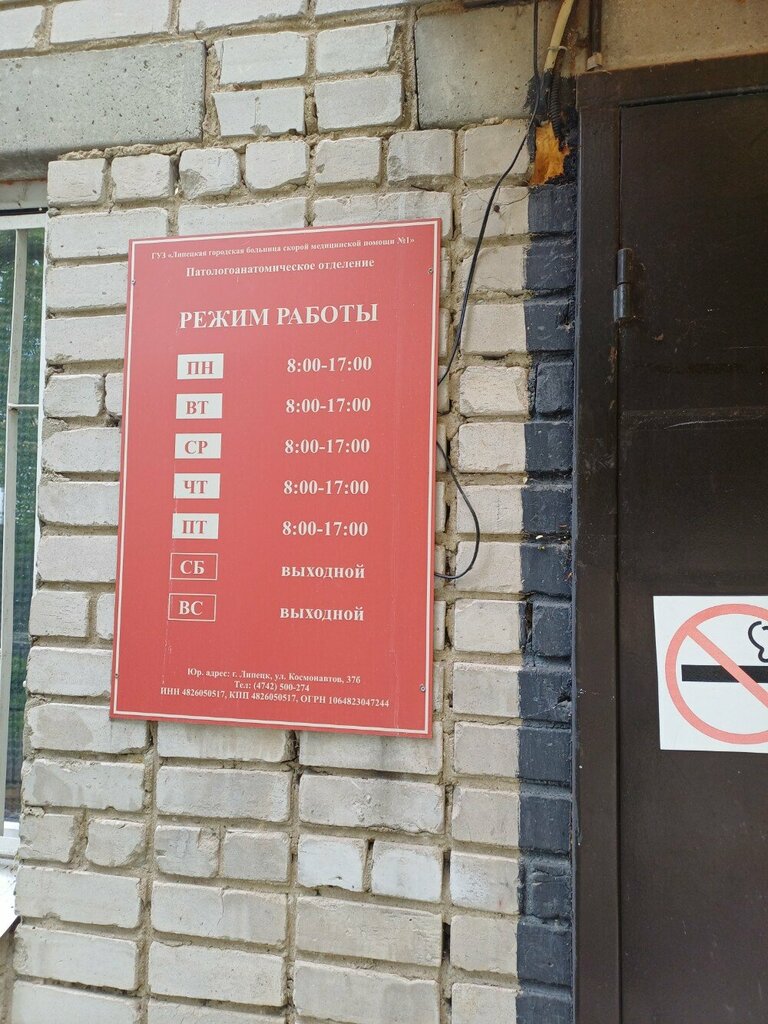 ГУЗ «Липецкая городская больница скорой медицинской помощи №1»
Патологоанатомическое отделение
РЕЖИМ РАБОТЫ
ПН 8:00-17:00
ВТ 8:00-17:00
СР 8:00-17:00
ЧТ 8:00-17:00
ПТ 8:00-17:00
СБ выходной
ВС выходной
Юр. адрес: г. Липецк, ул. Космонавтов, 37б
Тел: (4742) 500-274
ИНН 4826050517, КПП 4826050517, ОГРН 1064823047244